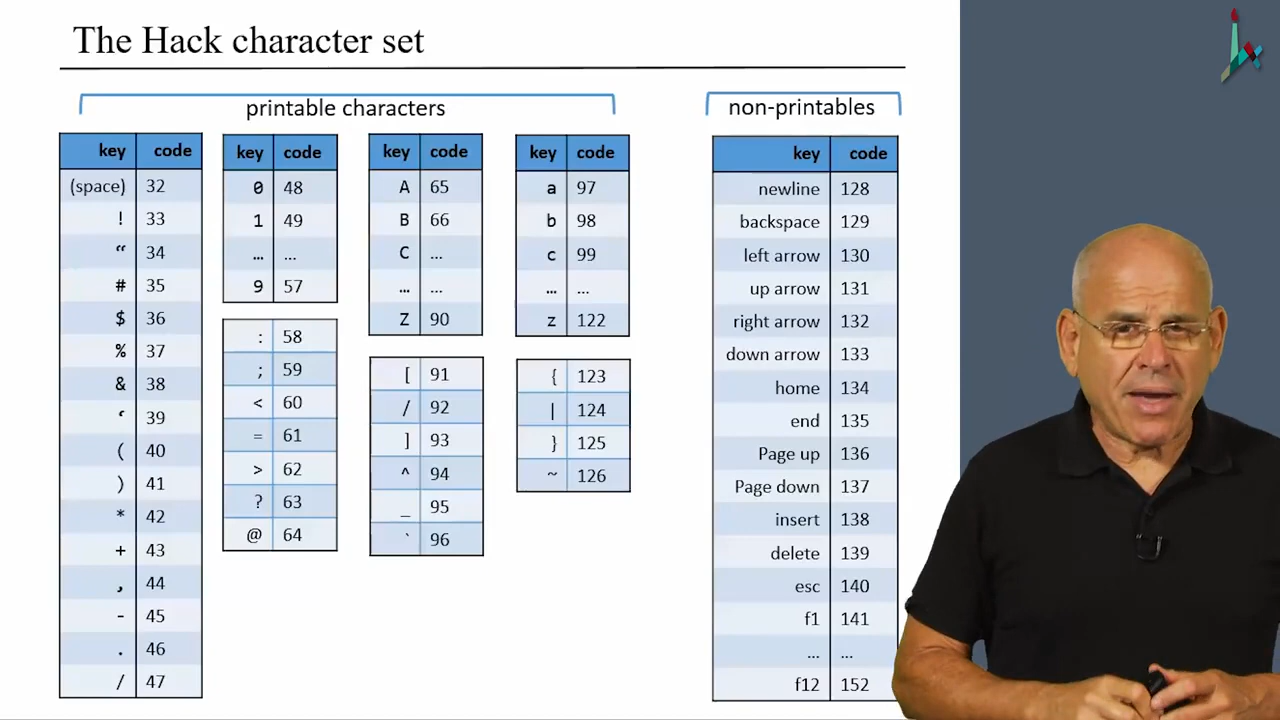 The Hack character set
printable characters
key code
(space) 32
! 33
“ 34
# 35
$ 36
% 37
& 38
‘ 39
( 40
) 41
* 42
+ 43
, 44
- 45
. 46
/ 47
key code
0 48
1 49
… …
9 57
: 58
; 59
< 60
= 61
> 62
? 63
@ 64
key code
A 65
B 66
C …
… …
Z 90
[ 91
/ 92
] 93
^ 94
_ 95
` 96
key code
a 97
b 98
c 99
… …
z 122
{ 123
| 124
} 125
~ 126
non-printables
key code
newline 128
backspace 129
left arrow 130
up arrow 131
right arrow 132
down arrow 133
home 134
end 135
Page up 136
Page down 137
insert 138
delete 139
esc 140
f1 141
... ...
f12 152